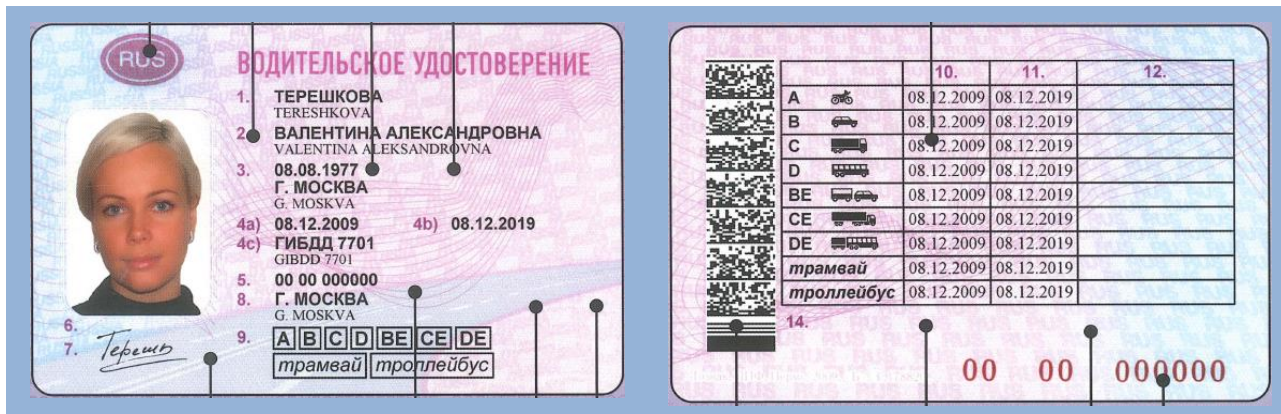 RUS
ВОДИТЕЛЬСКОЕ УДОСТОВЕРЕНИЕ
1. ТЕРЕШКОВА
TERESHKOVA
2. ВАЛЕНТИНА АЛЕКСАНДРОВНА
VALENTINA ALEKSANDROVNA
3. 08.08.1977
Г. МОСКВА
G. MOSKVA
4a) 08.12.2009 4b) 08.12.2019
4c) ГИБДД 7701
GIBDD 7701
5. 00 00 000000
8. Г. МОСКВА
G. MOSKVA
6.
7. Терешк
9. A B C D BE CE DE
трамвай троллейбус
10. 11. 12.
A 08.12.2009 08.12.2019
B 08.12.2009 08.12.2019
C 08.12.2009 08.12.2019
D 08.12.2009 08.12.2019
BE 08.12.2009 08.12.2019
CE 08.12.2009 08.12.2019
DE 08.12.2009 08.12.2019
трамвай 08.12.2009 08.12.2019
троллейбус 08.12.2009 08.12.2019
14.
00 00 000000